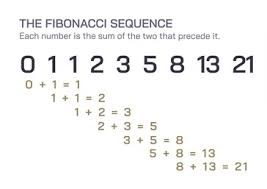 THE FIBONACCI SEQUENCE
Each number is the sum of the two that precede it.
0 1 1 2 3 5 8 13 21
0 + 1 = 1
1 + 1 = 2
1 + 2 = 3
2 + 3 = 5
3 + 5 = 8
5 + 8 = 13
8 + 13 = 21